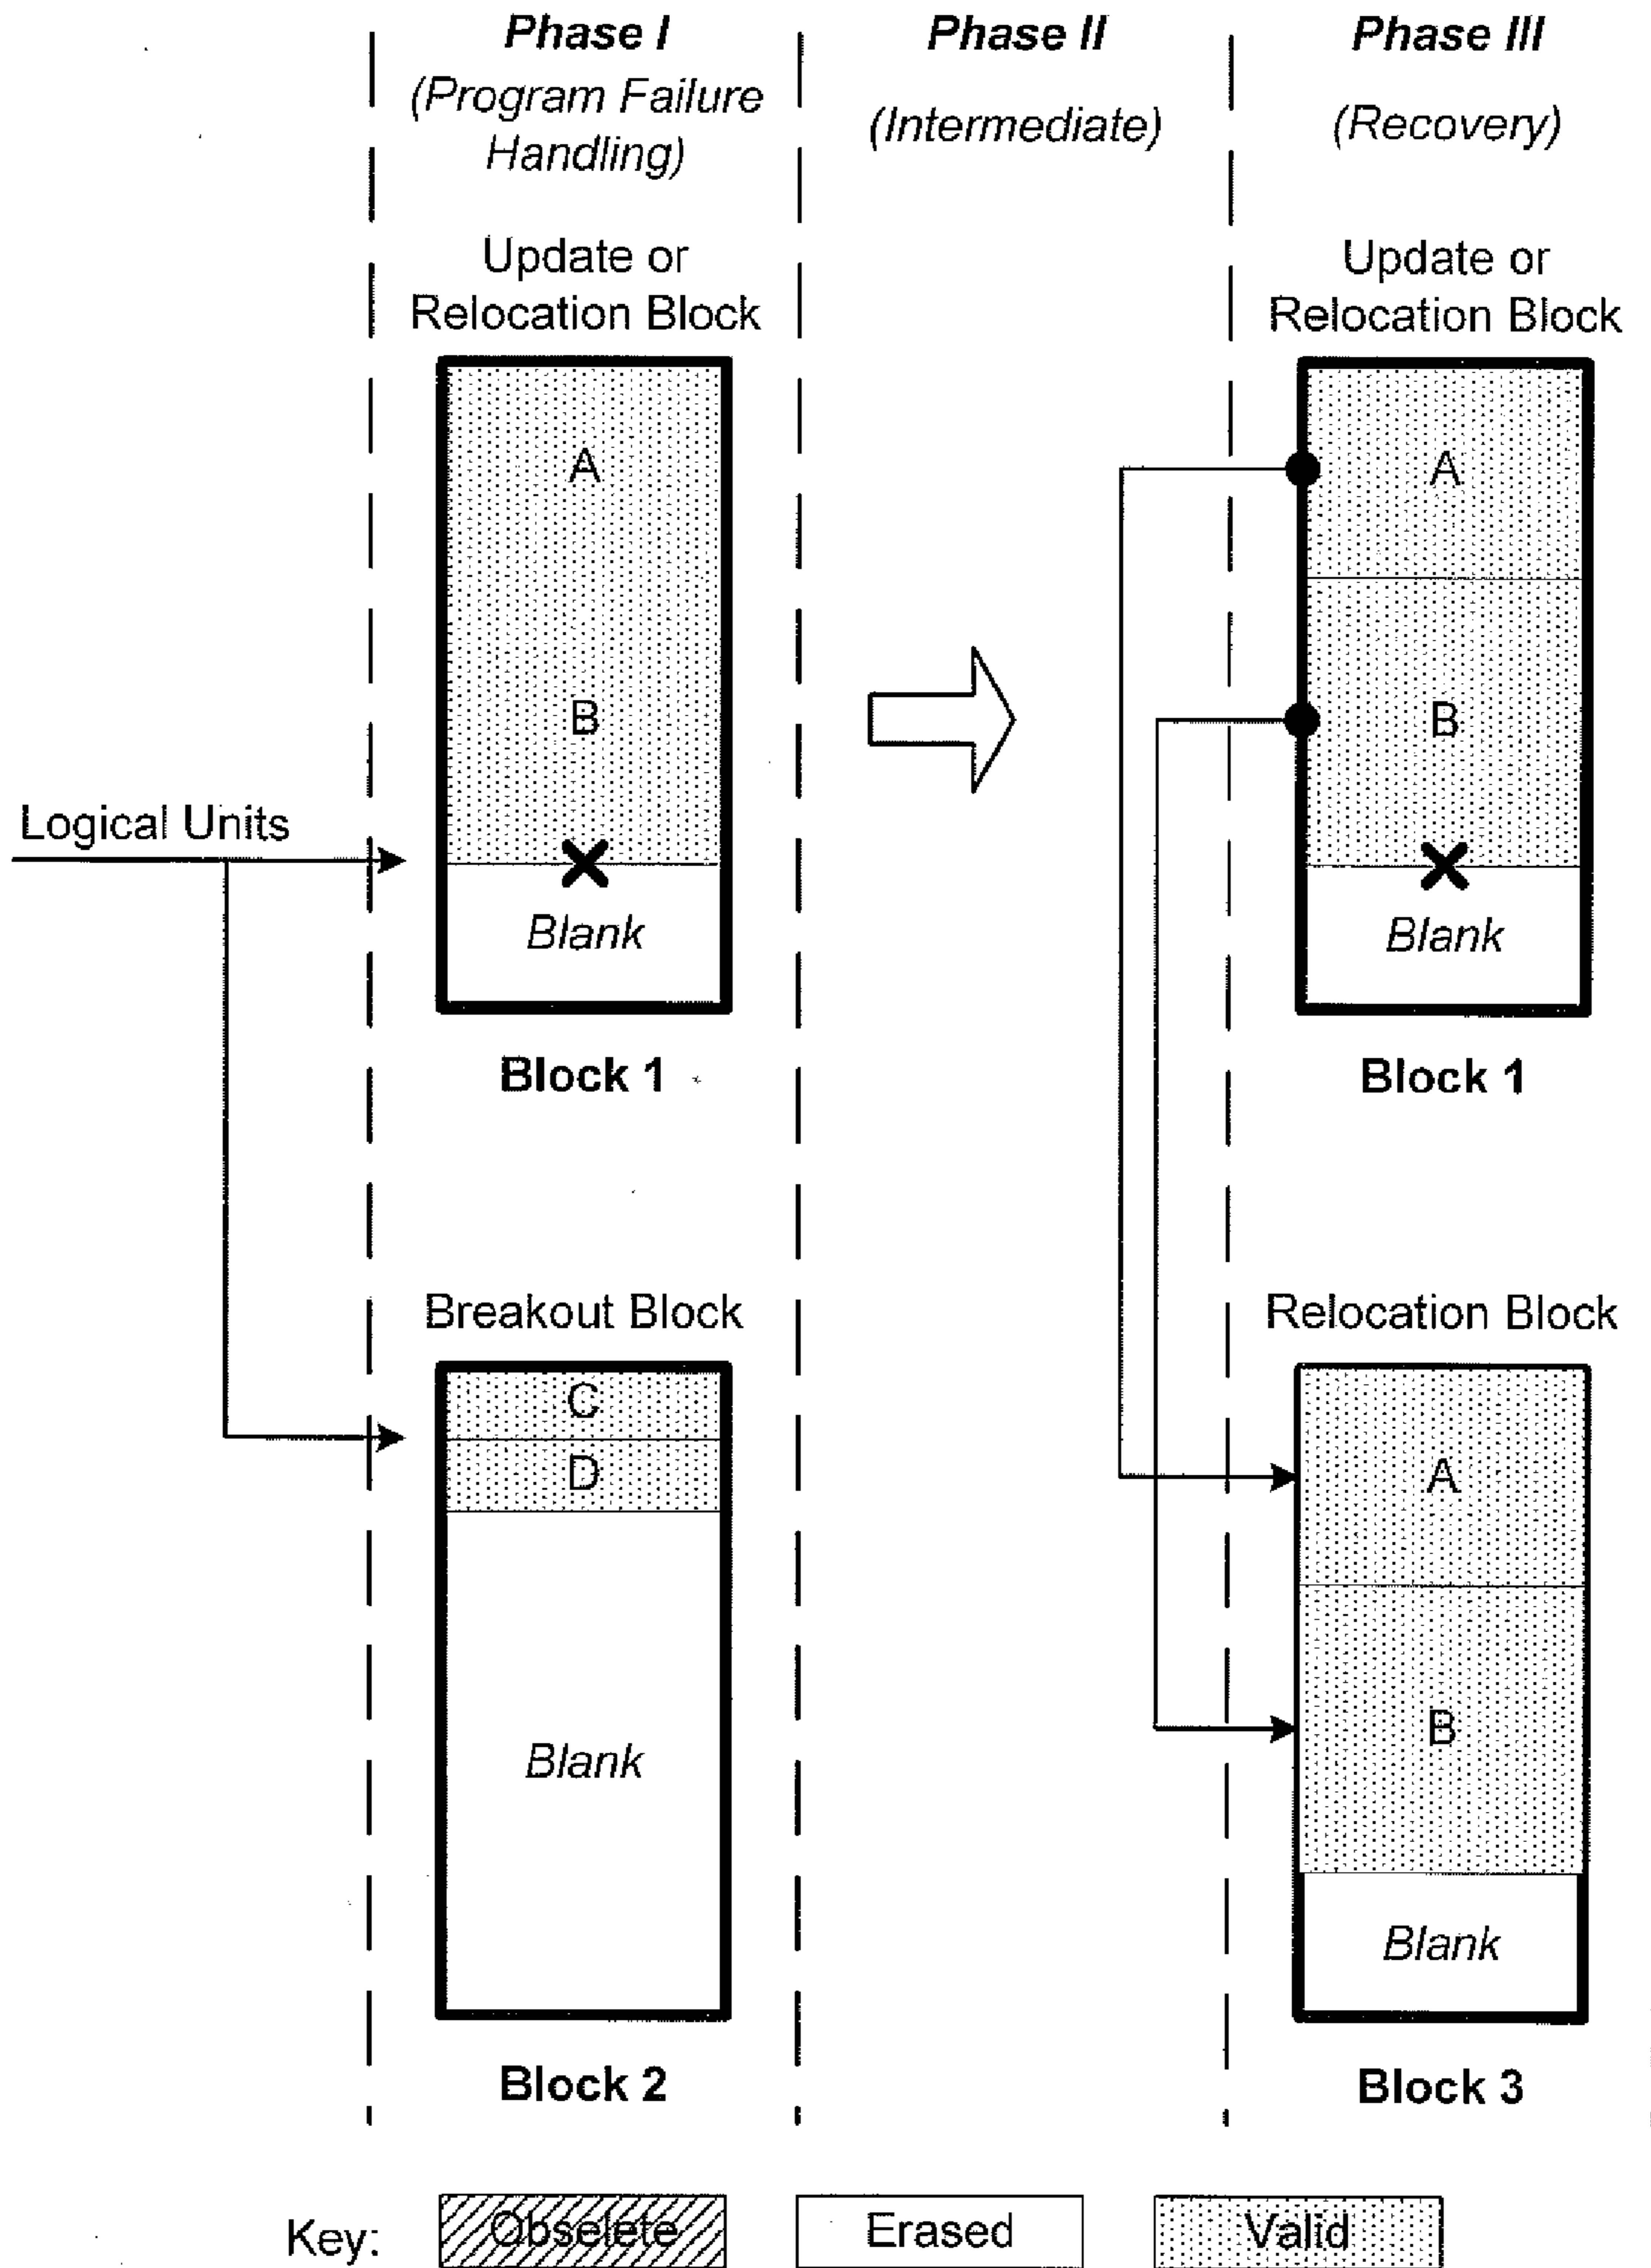 Phase I
(Program Failure
Handling)
Phase II
(Intermediate)
Phase III
(Recovery)
Update or
Relocation Block
A
B
Blank
Block 1
Logical Units
Update or
Relocation Block
A
B
Blank
Block 1
Breakout Block
C
D
Blank
Block 2
Relocation Block
A
B
Blank
Block 3
Key:
Obselete
Erased
Valid